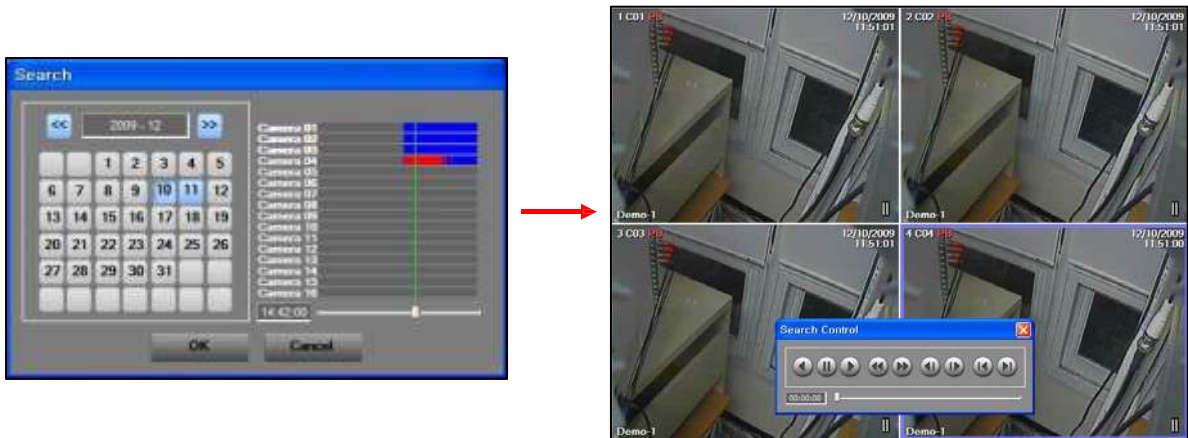 Search
<< 2009-12 >>
1 2 3 4 5
6 7 8 9 10 11 12
13 14 15 16 17 18 19
20 21 22 23 24 25 26
27 28 29 30 31
Camera 01
Camera 02
Camera 03
Camera 04
Camera 05
Camera 06
Camera 07
Camera 08
Camera 09
Camera 10
Camera 11
Camera 12
Camera 13
Camera 14
Camera 15
Camera 16
14:42:00
OK Cancel
1 C01 PB 12/10/2009
11:51:01
Demo-1
2 C02 PB 12/10/2009
11:51:01
Demo-1
3 C03 PB 12/10/2009
11:51:01
Demo-1
4 C04 PB 12/10/2009
11:51:00
Demo-1
Search Control
00:00:00